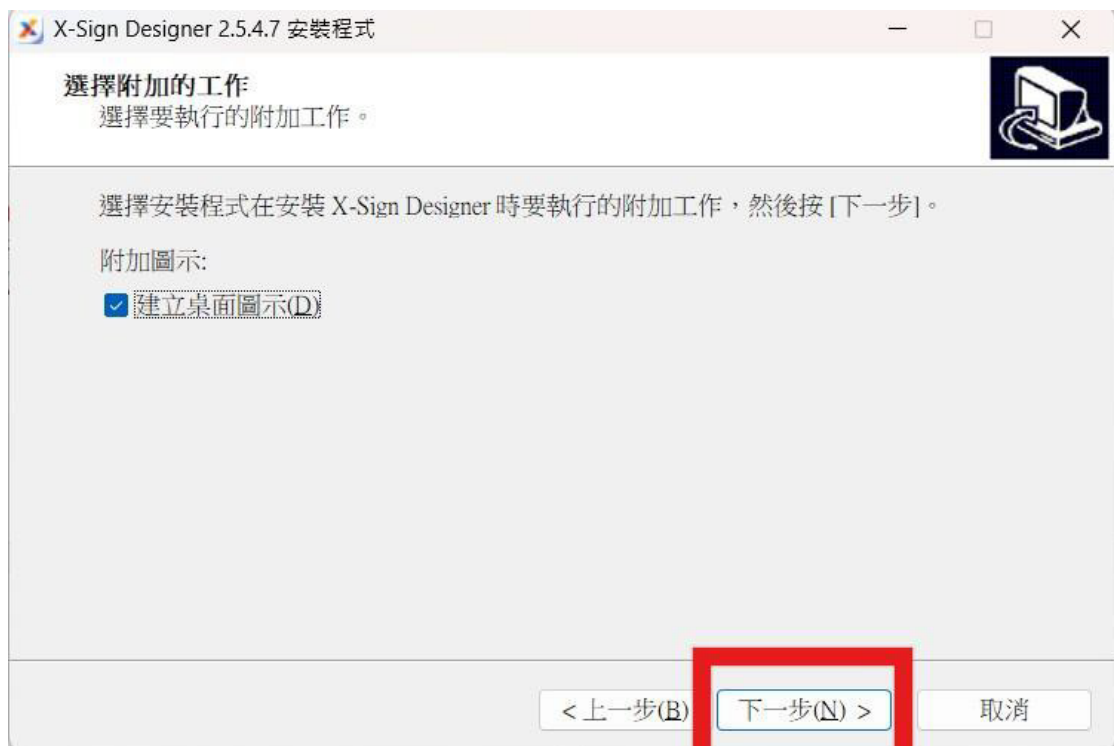 X-Sign Designer 2.5.4.7 安裝程式
選擇附加的工作
選擇要執行的附加工作。
選擇安裝程式在安裝 X-Sign Designer 時要執行的附加工作，然後按 [下一步]。
附加圖示:
建立桌面圖示(D)
< 上一步(B) 下一步(N) > 取消